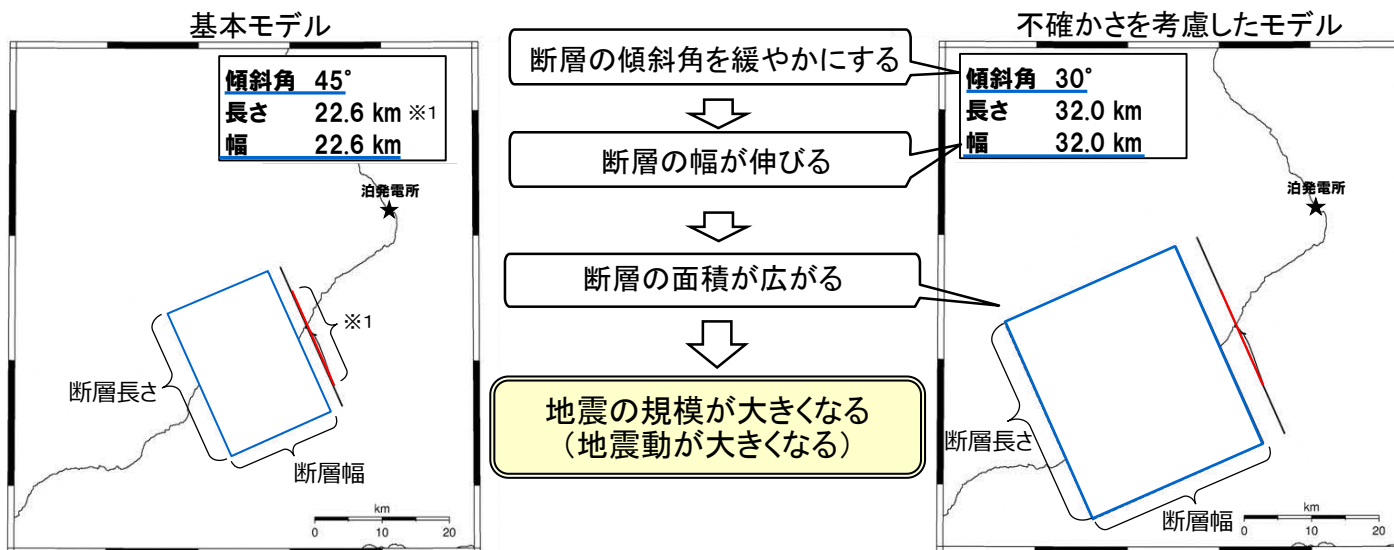 基本モデル
傾斜角 45°
長さ 22.6 km ※1
幅 22.6 km
泊発電所
※1
断層長さ
断層幅
km
0 10 20
断層の傾斜角を緩やかにする
断層の幅が伸びる
断層の面積が広がる
地震の規模が大きくなる
（地震動が大きくなる）
不確かさを考慮したモデル
傾斜角 30°
長さ 32.0 km
幅 32.0 km
泊発電所
断層長さ
断層幅
km
0 10 20